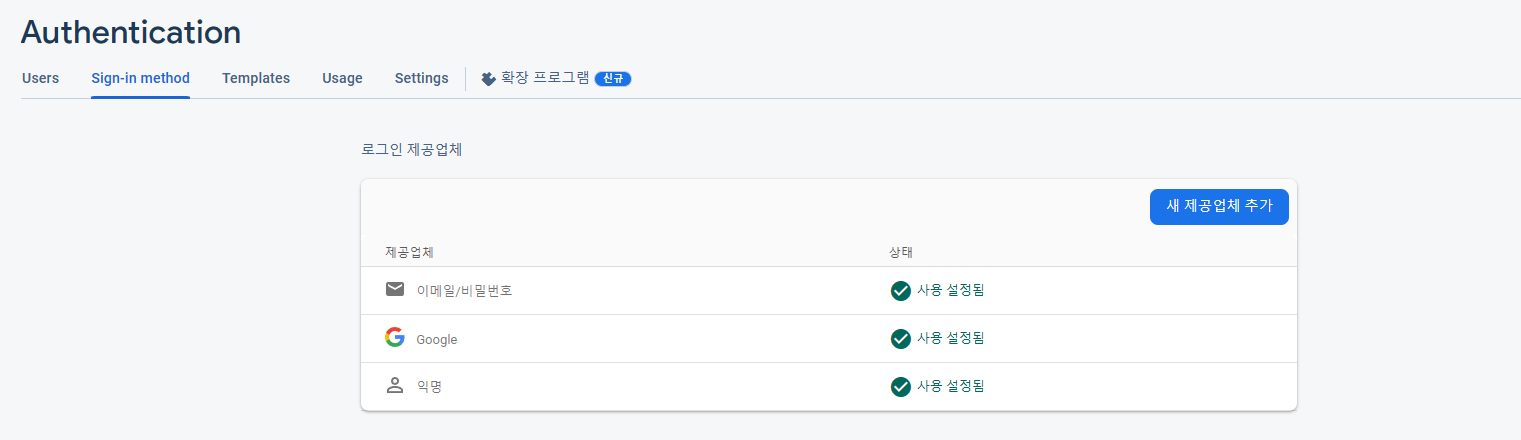 Authentication
Users Sign-in method Templates Usage Settings 확장 프로그램 신규
로그인 제공업체
새 제공업체 추가
제공업체 상태
이메일/비밀번호 사용 설정됨
Google 사용 설정됨
익명 사용 설정됨